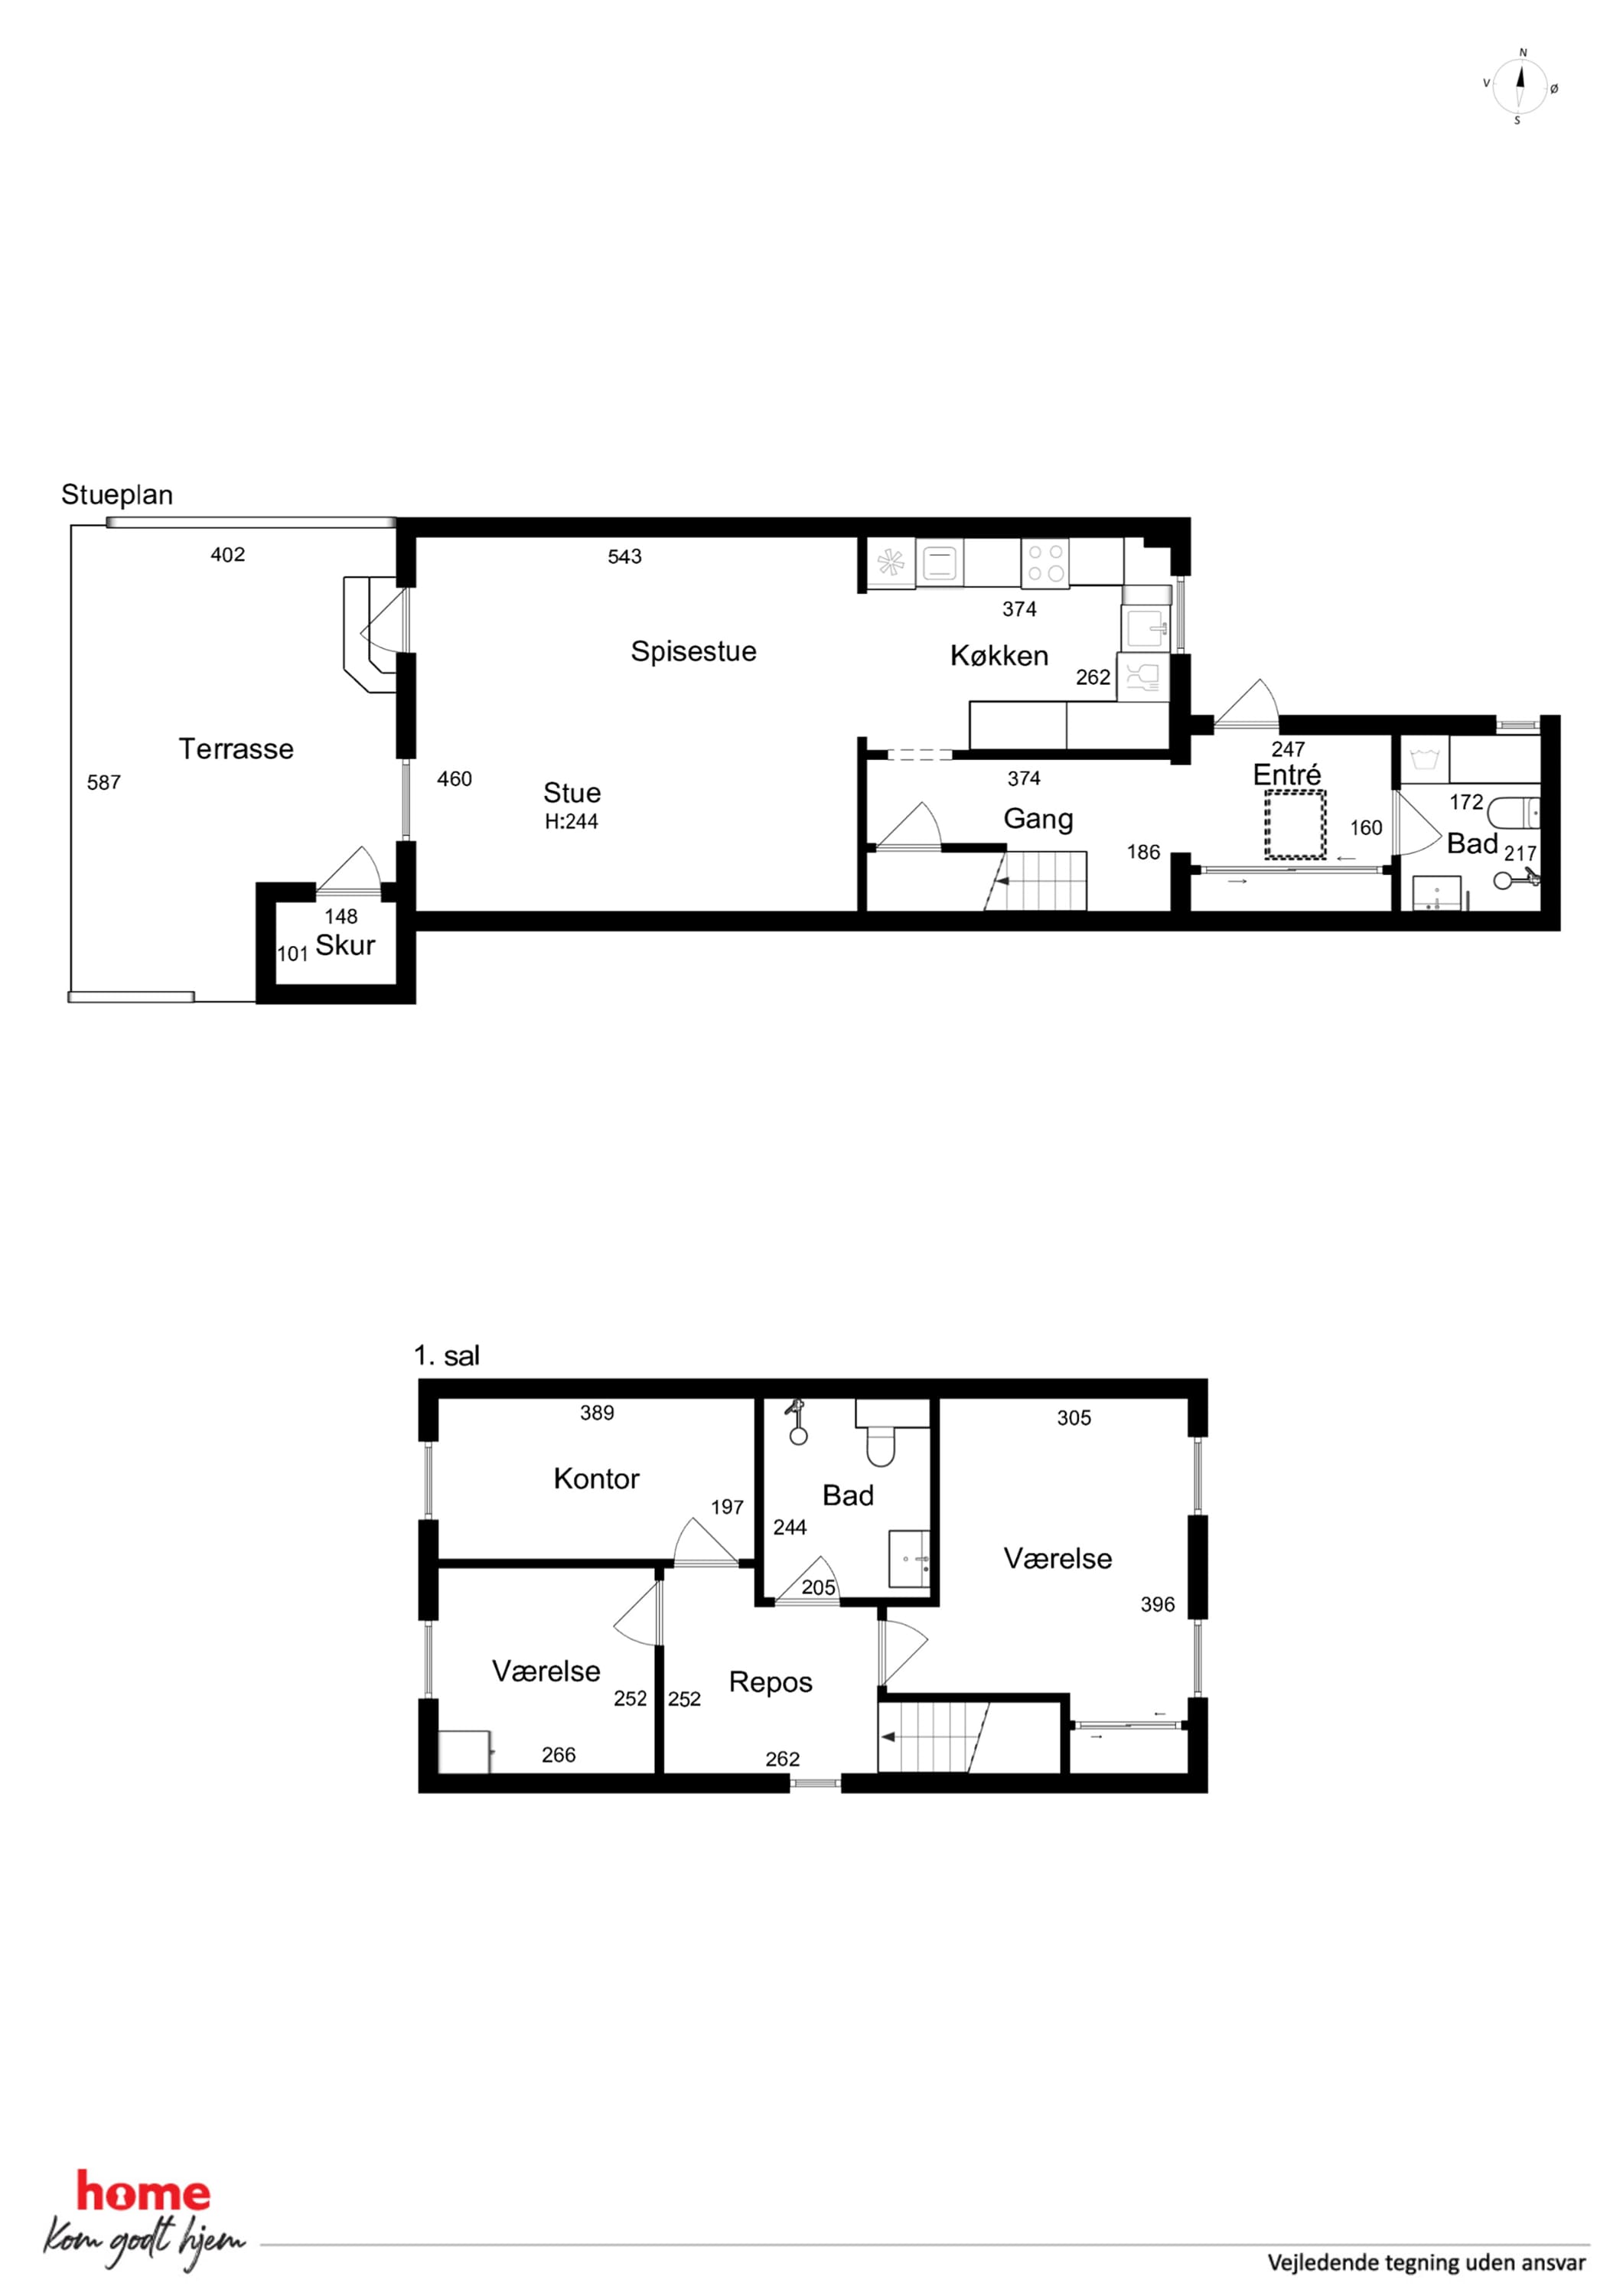 N
V
Ø
S
Stueplan
402
543
374
Spisestue
Køkken
262
Terrasse
247
587
460
374
Entré
Stue
172
H:244
Gang
160
186
Bad
217
148
101
Skur
1. sal
389
305
Kontor
Bad
197
244
Værelse
205
396
Værelse
Repos
252
252
266
262
home
Kom godt hjem
Vejledende tegning uden ansvar